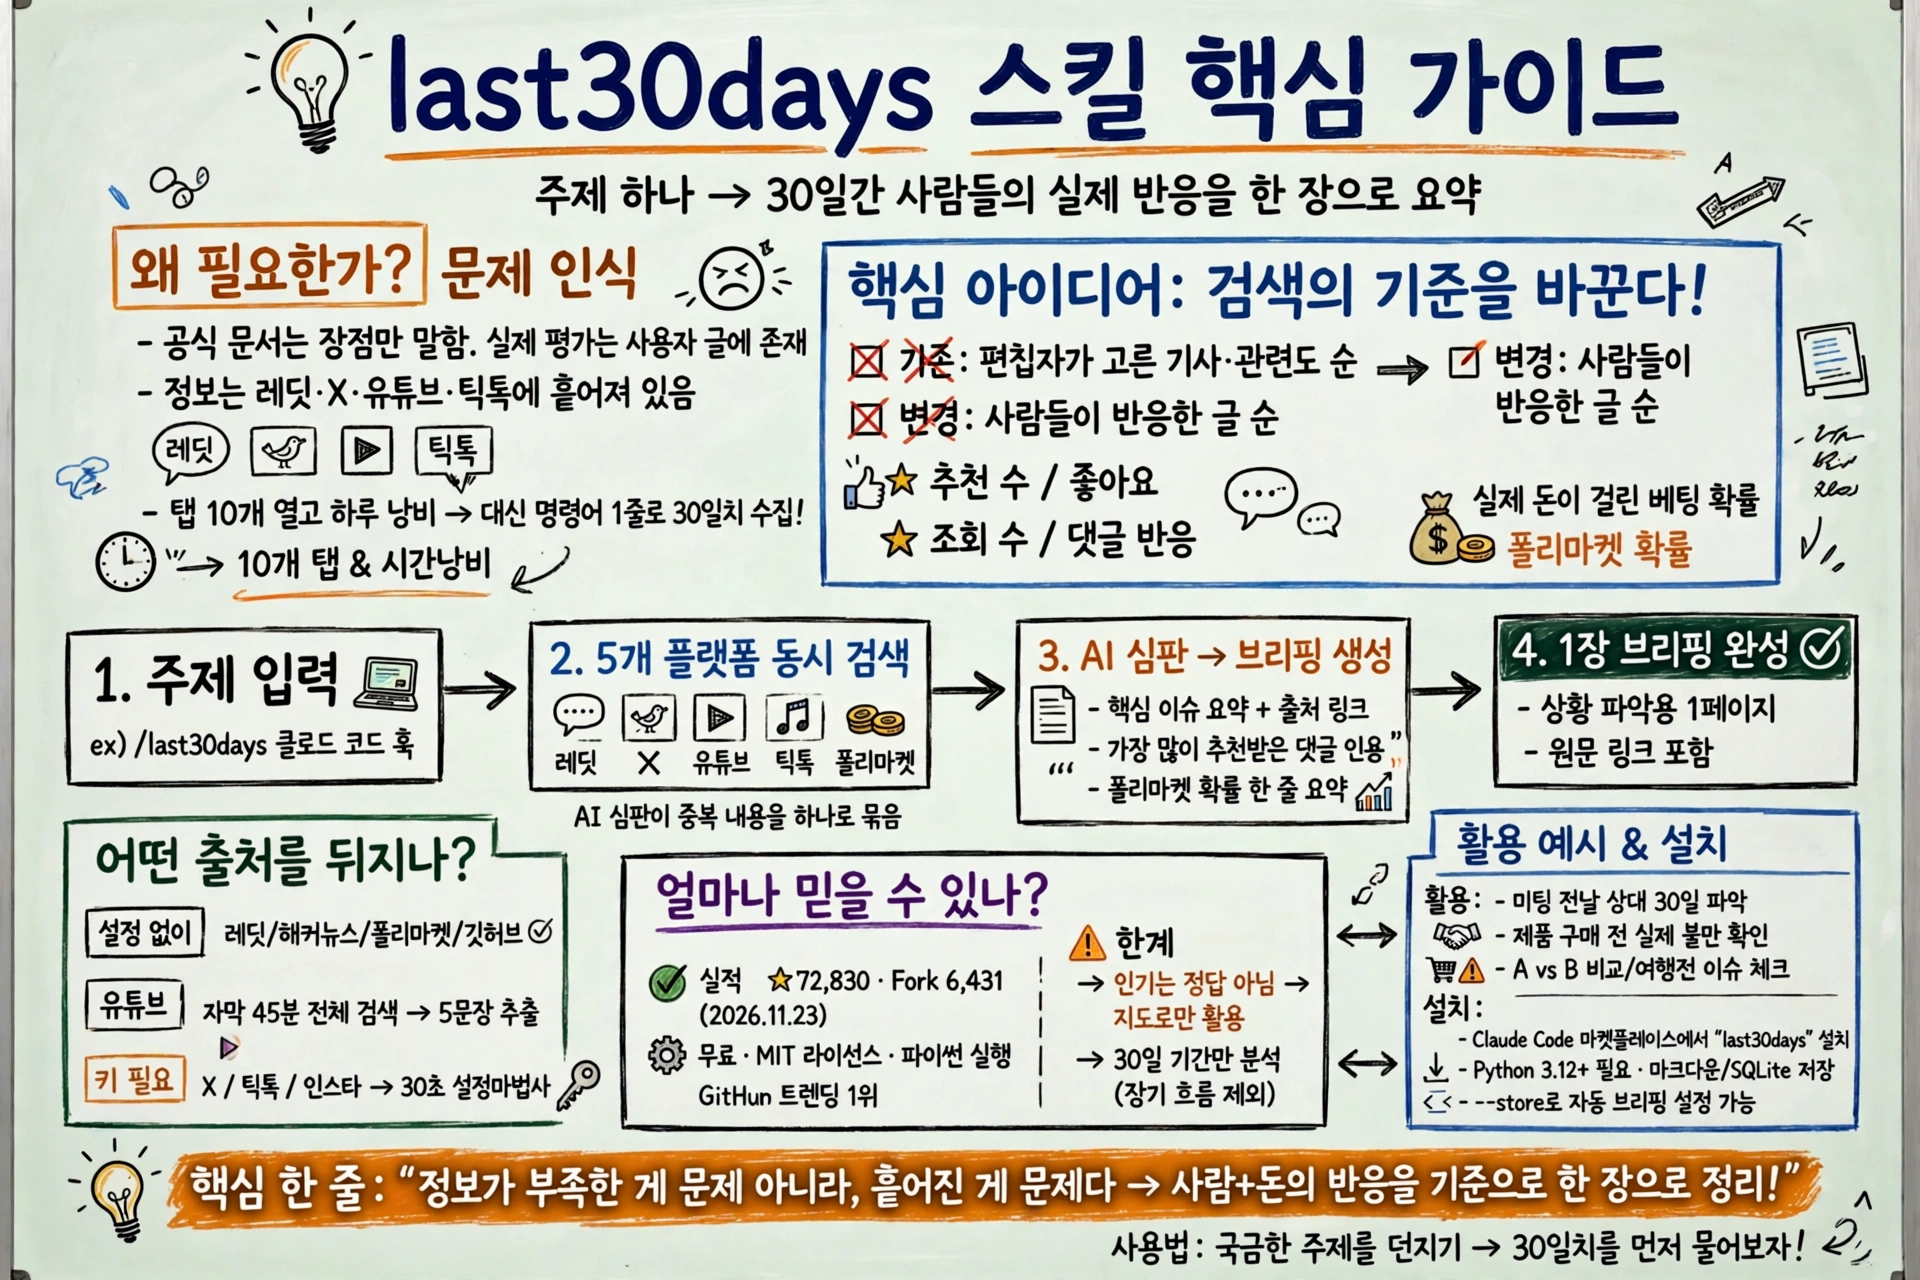 last30days 스킬 핵심 가이드
주제 하나 → 30일간 사람들의 실제 반응을 한 장으로 요약
왜 필요한가? 문제 인식
- 공식 문서는 장점만 말함. 실제 평가는 사용자 글에 존재
- 정보는 레딧·X·유튜브·틱톡에 흩어져 있음
레딧 틱톡
- 탭 10개 열고 하루 낭비 → 대신 명령어 1줄로 30일치 수집!
→ 10개 탭 & 시간낭비
A
핵심 아이디어: 검색의 기준을 바꾼다!
기존: 편집자가 고른 기사·관련도 순 → 변경: 사람들이
반응한 글 순
변경: 사람들이 반응한 글 순
추천 수 / 좋아요
조회 수 / 댓글 반응
실제 돈이 걸린 베팅 확률
$ 폴리마켓 확률
1. 주제 입력
ex) /last30days 클로드 코드 훅
2. 5개 플랫폼 동시 검색
레딧 X 유튜브 틱톡 폴리마켓
AI 심판이 중복 내용을 하나로 묶음
3. AI 심판 → 브리핑 생성
- 핵심 이슈 요약 + 출처 링크
- 가장 많이 추천받은 댓글 인용 ”
- 폴리마켓 확률 한 줄 요약
4. 1장 브리핑 완성
- 상황 파악용 1페이지
- 원문 링크 포함
어떤 출처를 뒤지나?
설정 없이 레딧/해커뉴스/폴리마켓/깃허브
유튜브 자막 45분 전체 검색 → 5문장 추출
키 필요 X / 틱톡 / 인스타 → 30초 설정마법사
얼마나 믿을 수 있나?
실적 72,830 · Fork 6,431
(2026.11.23)
무료 · MIT 라이선스 · 파이썬 실행
GitHun 트렌딩 1위
한계
→ 인기는 정답 아님 →
지도로만 활용
→ 30일 기간만 분석
(장기 흐름 제외)
활용 예시 & 설치
활용: - 미팅 전날 상대 30일 파악
- 제품 구매 전 실제 불만 확인
- A vs B 비교/여행전 이슈 체크
설치:
- Claude Code 마켓플레이스에서 “last30days” 설치
- Python 3.12+ 필요 · 마크다운/SQLite 저장
- --store로 자동 브리핑 설정 가능
핵심 한 줄: “정보가 부족한 게 문제 아니라, 흩어진 게 문제다 → 사람+돈의 반응을 기준으로 한 장으로 정리!”
사용법: 궁금한 주제를 던지기 → 30일치를 먼저 물어보자!